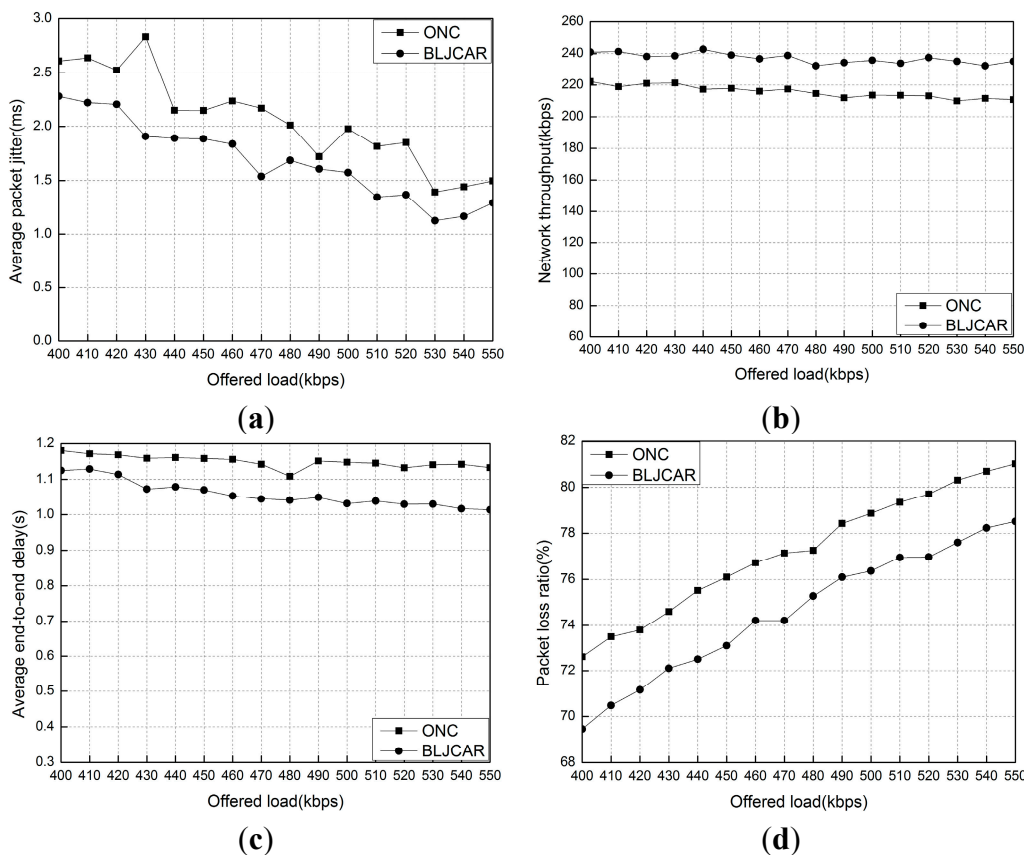 3.0
2.5
2.0
1.5
1.0
0.5
0.0
Average packet jitter(ms)
ONC
BLJCAR
400 410 420 430 440 450 460 470 480 490 500 510 520 530 540 550
Offered load(kbps)
(a)
260
240
220
200
180
160
140
120
100
80
60
Network throughput(kbps)
ONC
BLJCAR
400 410 420 430 440 450 460 470 480 490 500 510 520 530 540 550
Offered load(kbps)
(b)
1.2
1.1
1.0
0.9
0.8
0.7
0.6
0.5
0.4
0.3
Average end-to-end delay(s)
ONC
BLJCAR
400 410 420 430 440 450 460 470 480 490 500 510 520 530 540 550
Offered load(kbps)
(c)
82
80
78
76
74
72
70
68
Packet loss ratio(%)
ONC
BLJCAR
400 410 420 430 440 450 460 470 480 490 500 510 520 530 540 550
Offered load(kbps)
(d)